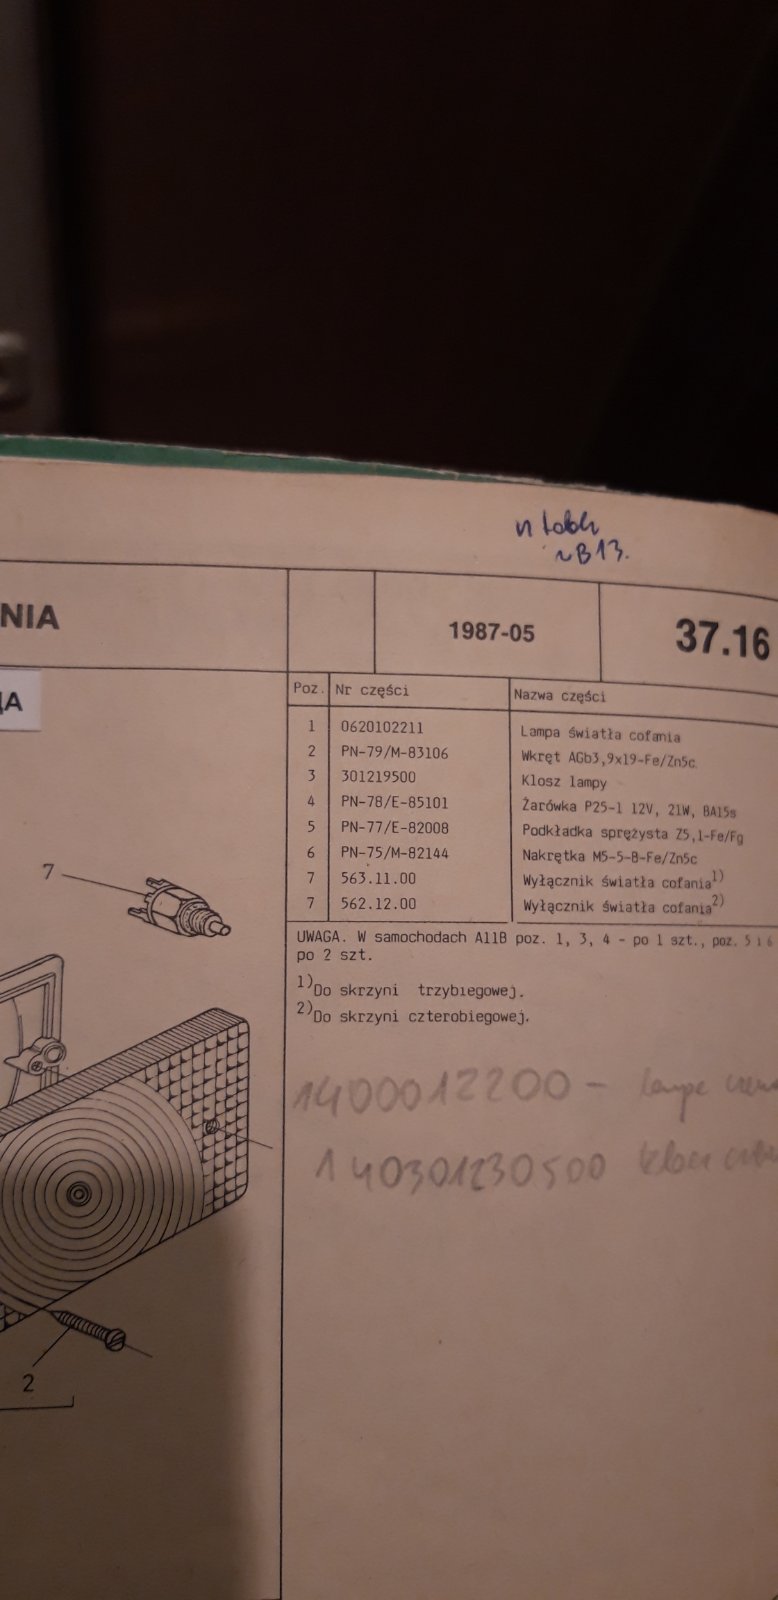 ~B13.
NIA
1987-05
37.16
Poz. Nr części Nazwa części
1 0620102211 Lampa światła cofania
2 PN-79/M-83106 Wkręt AGb3,9x19-Fe/Zn5c.
3 301219500 Klosz lampy
4 PN-78/E-85101 Żarówka P25-1 12V, 21W, BA15s
5 PN-77/E-82008 Podkładka sprężysta Z5,1-Fe/Fg
6 PN-75/M-82144 Nakrętka M5-5-B-Fe/Zn5c
7 563.11.00 Wyłącznik światła cofania1)
7 562.12.00 Wyłącznik światła cofania2)
UWAGA. W samochodach A11B poz. 1, 3, 4 - po 1 szt., poz. 5 i 6
po 2 szt.
1)Do skrzyni trzybiegowej.
2)Do skrzyni czterobiegowej.
1400012200 -
140301230500
7
2